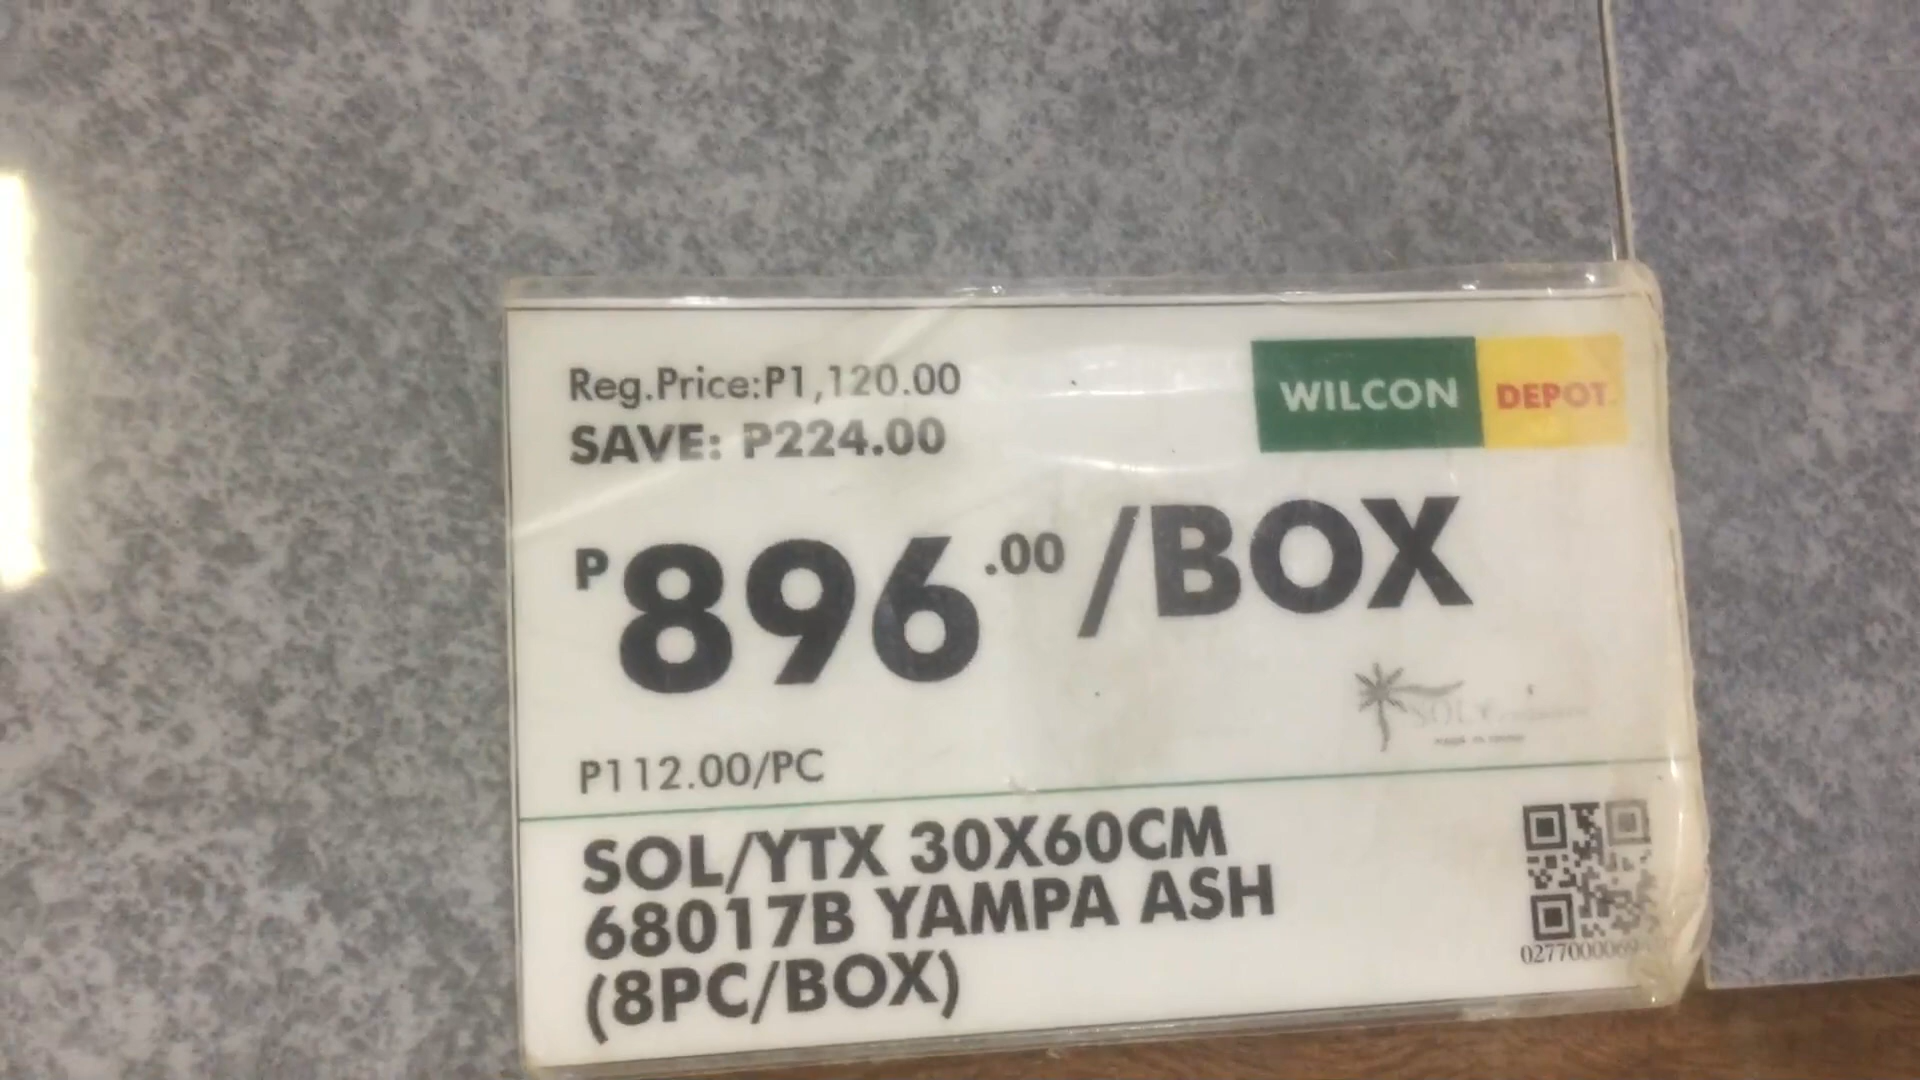 Reg.Price:P1,120.00
SAVE: P224.00
WILCON DEPOT
P896.00/BOX
P112.00/PC
SOL/YTX 30X60CM
68017B YAMPA ASH
(8PC/BOX)